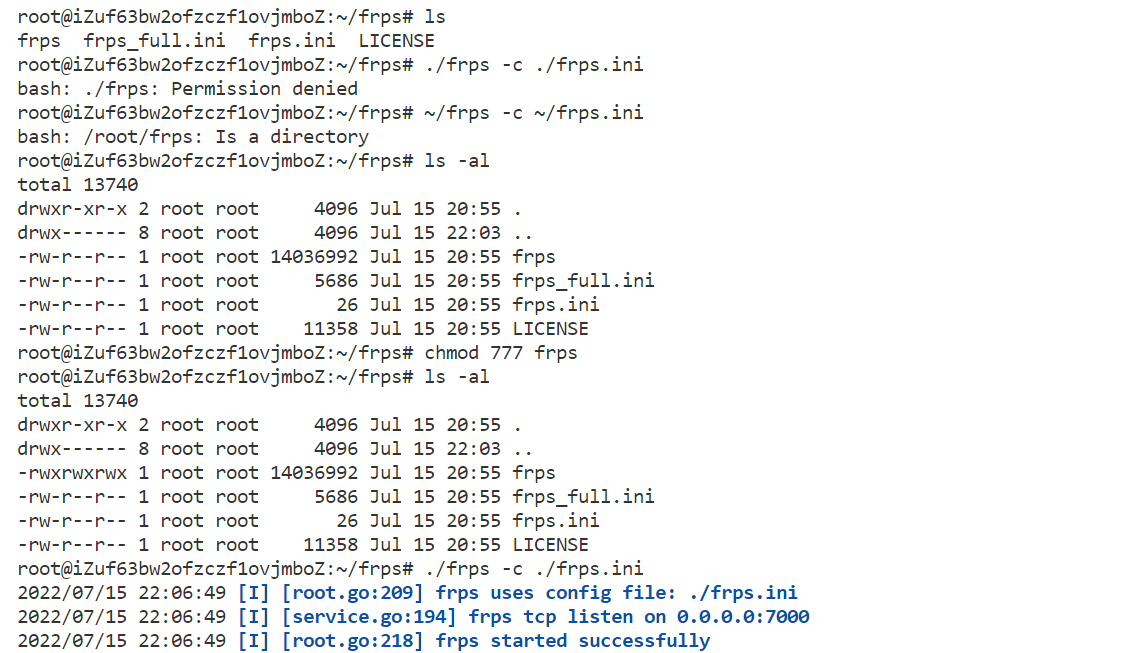 root@iZuf63bw2ofzczf1ovjmboZ:~/frps# ls
frps  frps_full.ini  frps.ini  LICENSE
root@iZuf63bw2ofzczf1ovjmboZ:~/frps# ./frps -c ./frps.ini
bash: ./frps: Permission denied
root@iZuf63bw2ofzczf1ovjmboZ:~/frps# ~/frps -c ~/frps.ini
bash: /root/frps: Is a directory
root@iZuf63bw2ofzczf1ovjmboZ:~/frps# ls -al
total 13740
drwxr-xr-x 2 root root     4096 Jul 15 20:55 .
drwx------ 8 root root     4096 Jul 15 22:03 ..
-rw-r--r-- 1 root root 14036992 Jul 15 20:55 frps
-rw-r--r-- 1 root root     5686 Jul 15 20:55 frps_full.ini
-rw-r--r-- 1 root root       26 Jul 15 20:55 frps.ini
-rw-r--r-- 1 root root    11358 Jul 15 20:55 LICENSE
root@iZuf63bw2ofzczf1ovjmboZ:~/frps# chmod 777 frps
root@iZuf63bw2ofzczf1ovjmboZ:~/frps# ls -al
total 13740
drwxr-xr-x 2 root root     4096 Jul 15 20:55 .
drwx------ 8 root root     4096 Jul 15 22:03 ..
-rwxrwxrwx 1 root root 14036992 Jul 15 20:55 frps
-rw-r--r-- 1 root root     5686 Jul 15 20:55 frps_full.ini
-rw-r--r-- 1 root root       26 Jul 15 20:55 frps.ini
-rw-r--r-- 1 root root    11358 Jul 15 20:55 LICENSE
root@iZuf63bw2ofzczf1ovjmboZ:~/frps# ./frps -c ./frps.ini
2022/07/15 22:06:49 [I] [root.go:209] frps uses config file: ./frps.ini
2022/07/15 22:06:49 [I] [service.go:194] frps tcp listen on 0.0.0.0:7000
2022/07/15 22:06:49 [I] [root.go:218] frps started successfully